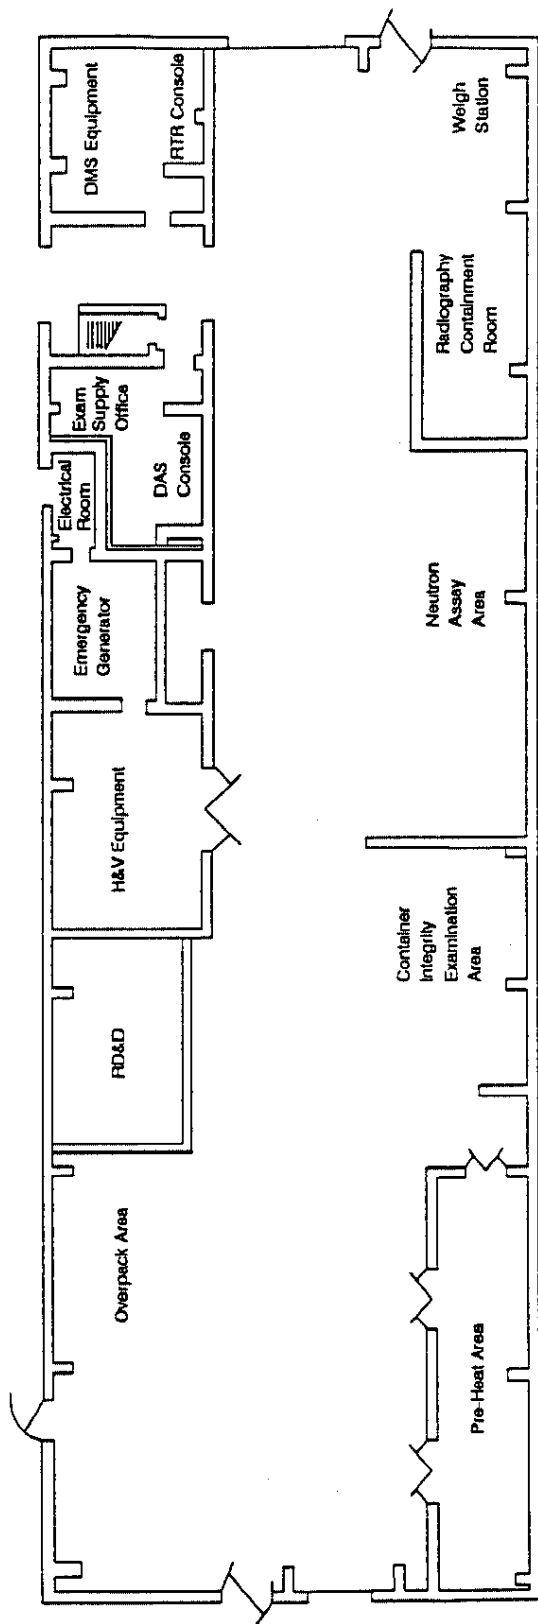 DMS Equipment
RTR Console
Exam
Supply
Office
DAS
Console
Electrical
Room
Emergency
Generator
H&V Equipment
RD&D
Overpack Area
Weigh
Station
Radiography
Containment
Room
Neutron
Assay
Area
Container
Integrity
Examination
Area
Pre-Heat Area